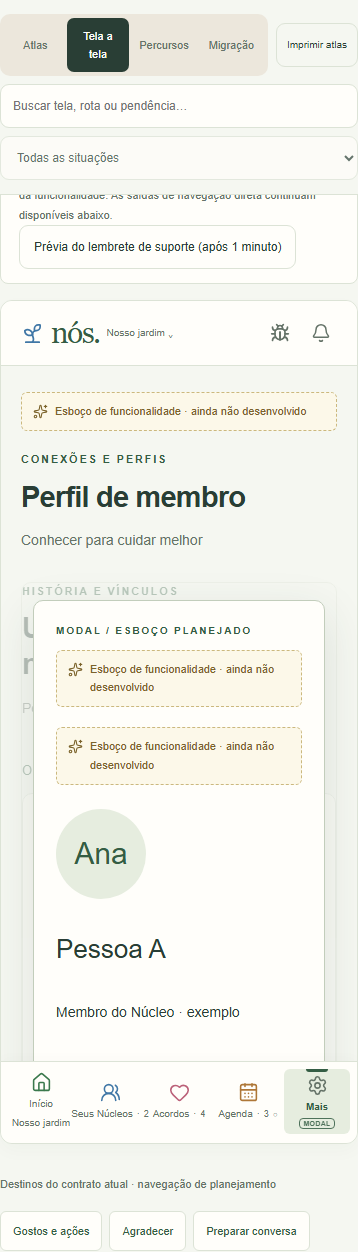 Atlas
Tela a
tela
Percursos
Migração
Imprimir atlas
Buscar tela, rota ou pendência…
Todas as situações
da funcionalidade. As saídas de navegação direta continuam
disponíveis abaixo.
Prévia do lembrete de suporte (após 1 minuto)
nós.
Nosso jardim
Esboço de funcionalidade · ainda não desenvolvido
CONEXÕES E PERFIS
Perfil de membro
Conhecer para cuidar melhor
HISTÓRIA E VÍNCULOS
MODAL / ESBOÇO PLANEJADO
Esboço de funcionalidade · ainda não
desenvolvido
Esboço de funcionalidade · ainda não
desenvolvido
Ana
Pessoa A
Membro do Núcleo · exemplo
Início
Nosso jardim
Seus Núcleos · 2
Acordos · 4
Agenda · 3
Mais
MODAL
Destinos do contrato atual · navegação de planejamento
Gostos e ações
Agradecer
Preparar conversa